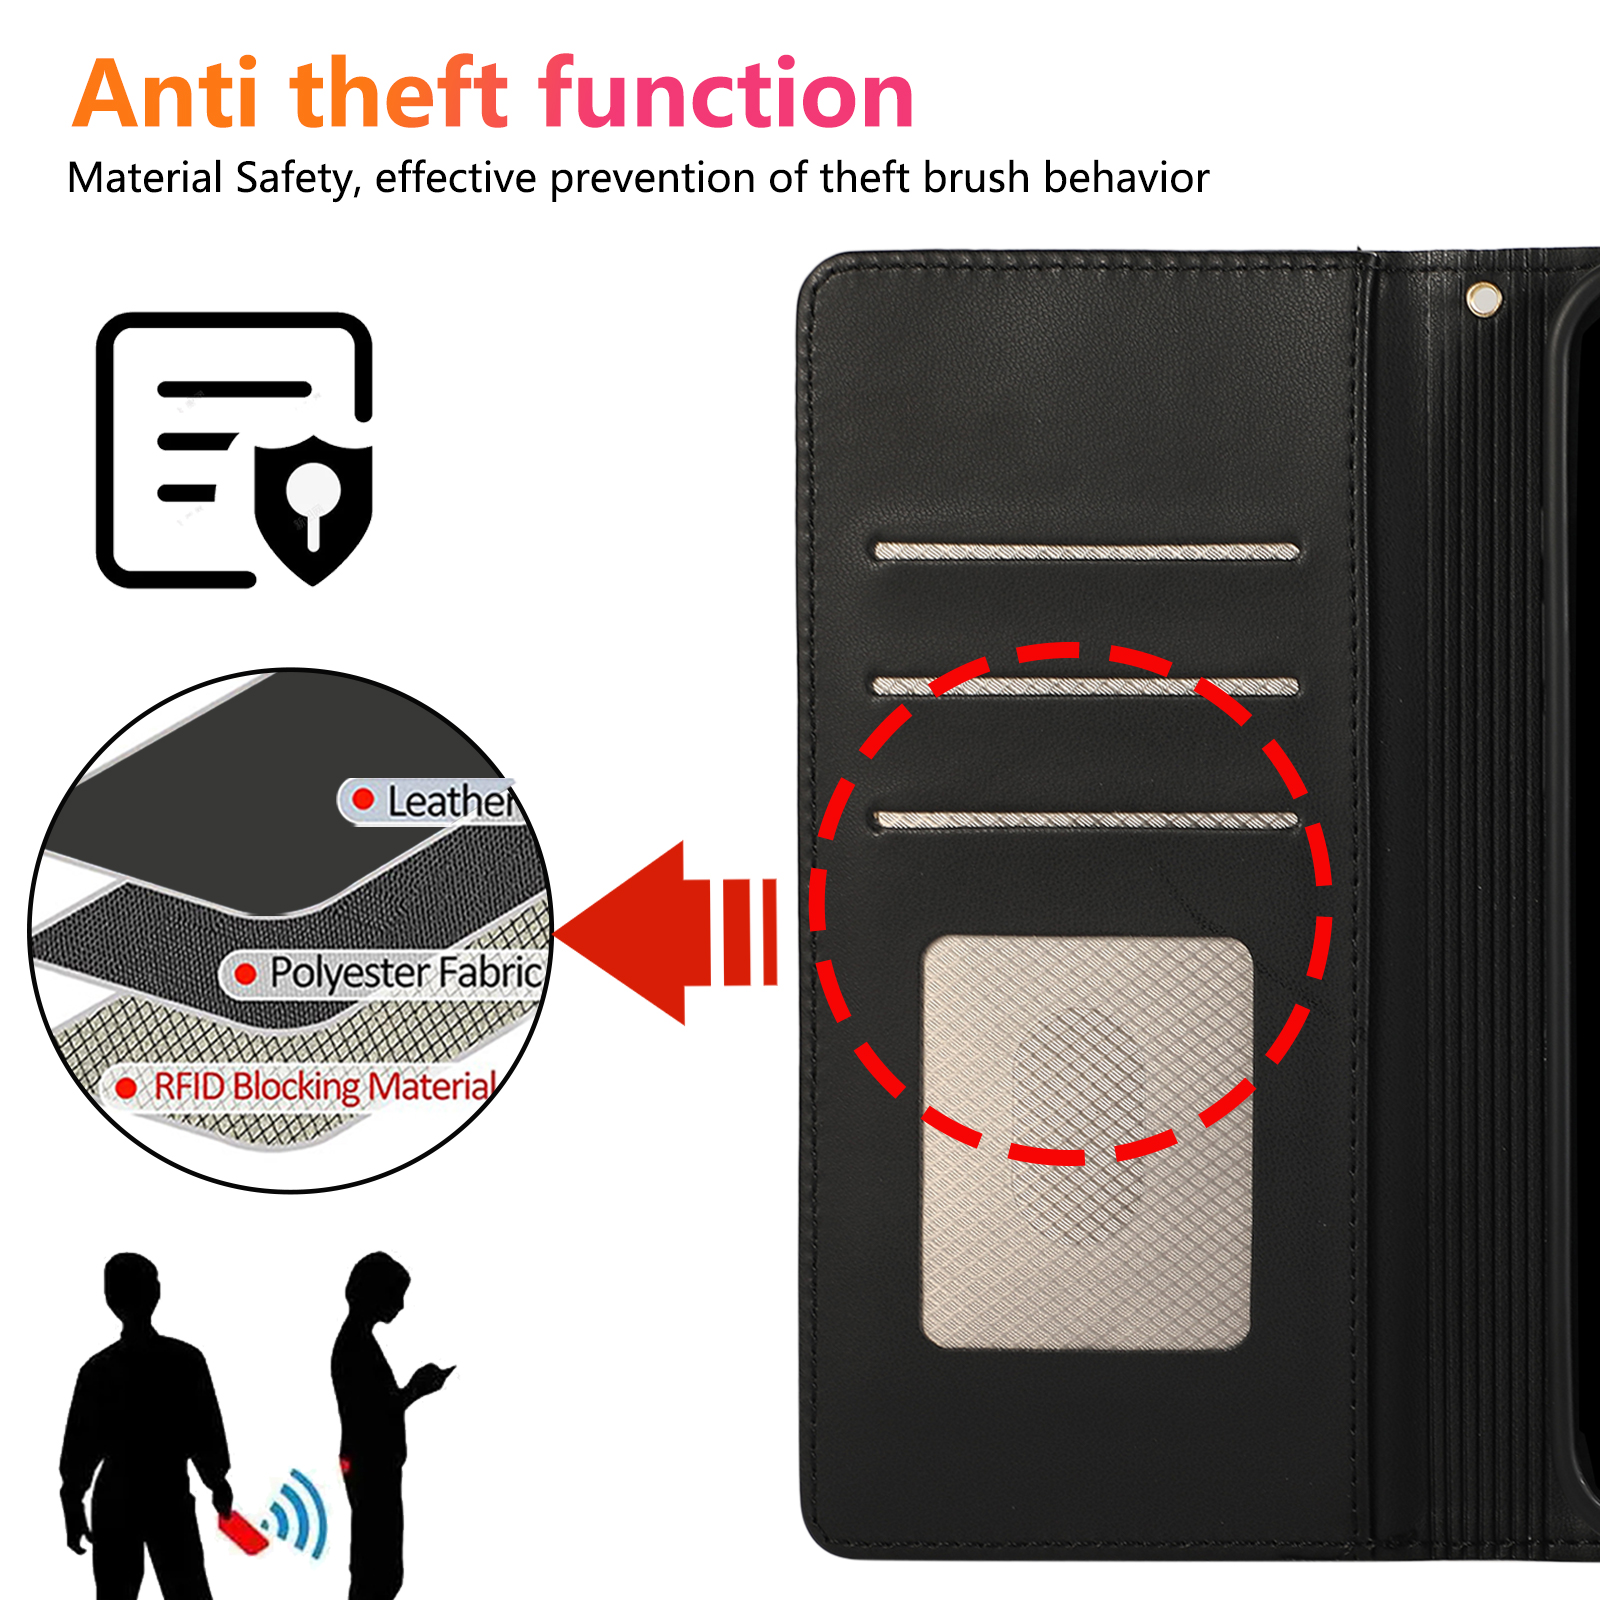 Anti theft function
Material Safety, effective prevention of theft brush behavior
Leather
Polyester Fabric
RFID Blocking Material